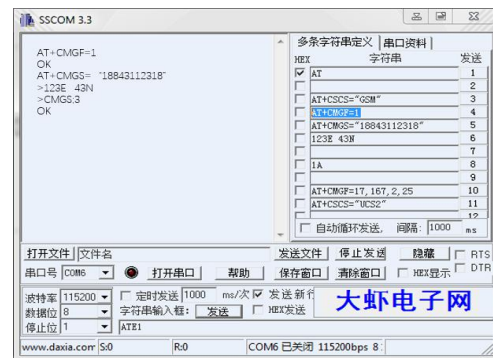 SSCOM 3.3
AT+CMGF=1
OK
AT+CMGS= "18843112318"
>123E 43N
>CMGS:3
OK
多条字符串定义 串口资料
HEX 字符串 发送
AT 1
2
AT+CSCS="GSM" 3
AT+CMGF=1 4
AT+CMGS="18843112318" 5
123E 43N 6
7
1A 8
9
AT+CMGF=17,167,2,25 10
AT+CSCS="UCS2" 11
12
自动循环发送, 间隔: 1000 ms
打开文件 文件名 发送文件 停止发送 隐藏 RTS
串口号 COM6 打开串口 帮助 保存窗口 清除窗口 HEX显示 DTR
波特率 115200 定时发送 1000 ms/次 发送新行
数据位 8 字符串输入框: 发送 HEX发送
停止位 1 ATE1
大虾电子网
www.daxia.com S:0 R:0 COM6 已关闭 115200bps 8